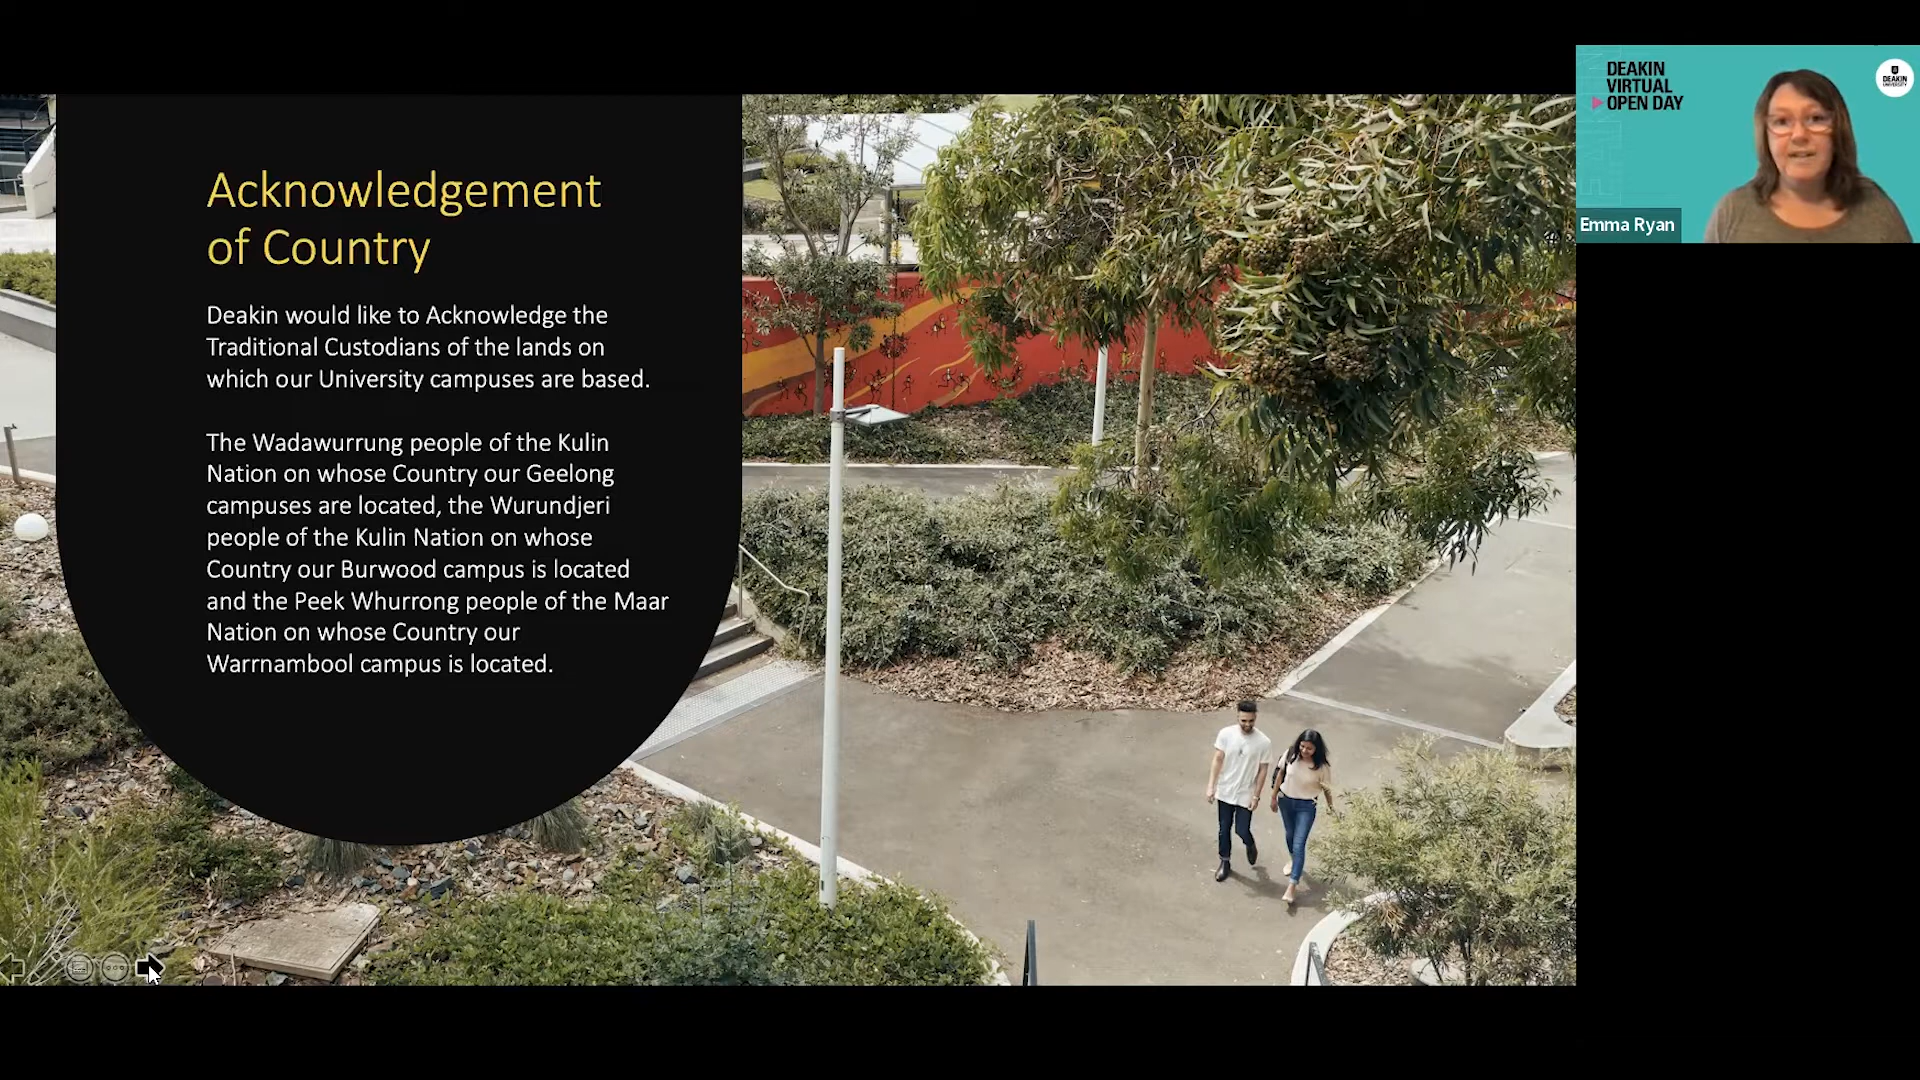 Acknowledgement
of Country
Deakin would like to Acknowledge the
Traditional Custodians of the lands on
which our University campuses are based.
The Wadawurrung people of the Kulin
Nation on whose Country our Geelong
campuses are located, the Wurundjeri
people of the Kulin Nation on whose
Country our Burwood campus is located
and the Peek Whurrong people of the Maar
Nation on whose Country our
Warrnambool campus is located.
DEAKIN
VIRTUAL
OPEN DAY
DEAKIN
UNIVERSITY
Emma Ryan